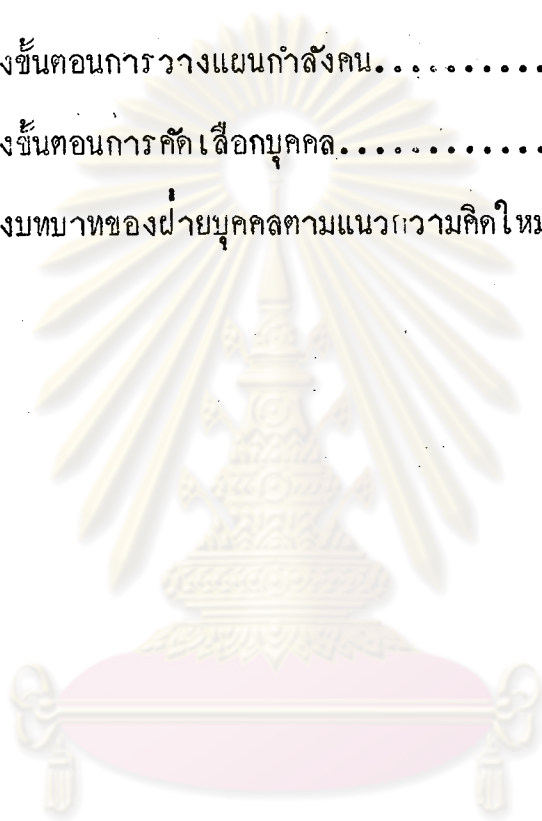 งขั้นตอนการวางแผนกำลังคน..........
งขั้นตอนการคัดเลือกบุคคล............
งบทบาทของฝ่ายบุคคลตามแนวความคิดใหม